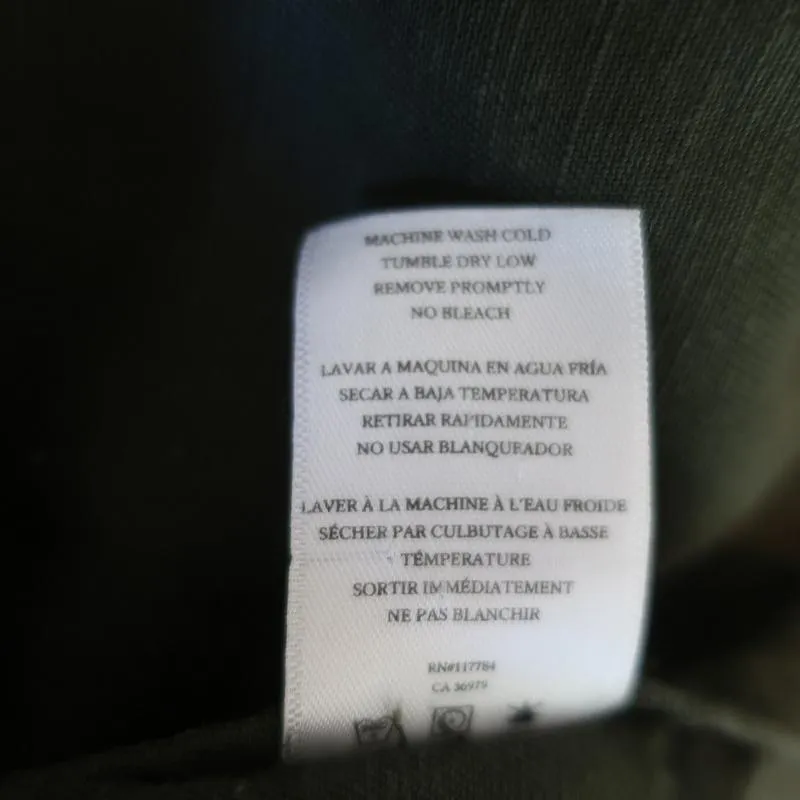 MACHINE WASH COLD
TUMBLE DRY LOW
REMOVE PROMPTLY
NO BLEACH
LAVAR A MAQUINA EN AGUA FRÍA
SECAR A BAJA TEMPERATURA
RETIRAR RAPIDAMENTE
NO USAR BLANQUEADOR
LAVER À LA MACHINE À L'EAU FROIDE
SÉCHER PAR CULBUTAGE À BASSE
TÉMPERATURE
SORTIR IMMÉDIATEMENT
NE PAS BLANCHIR
RN#117784
CA 36979